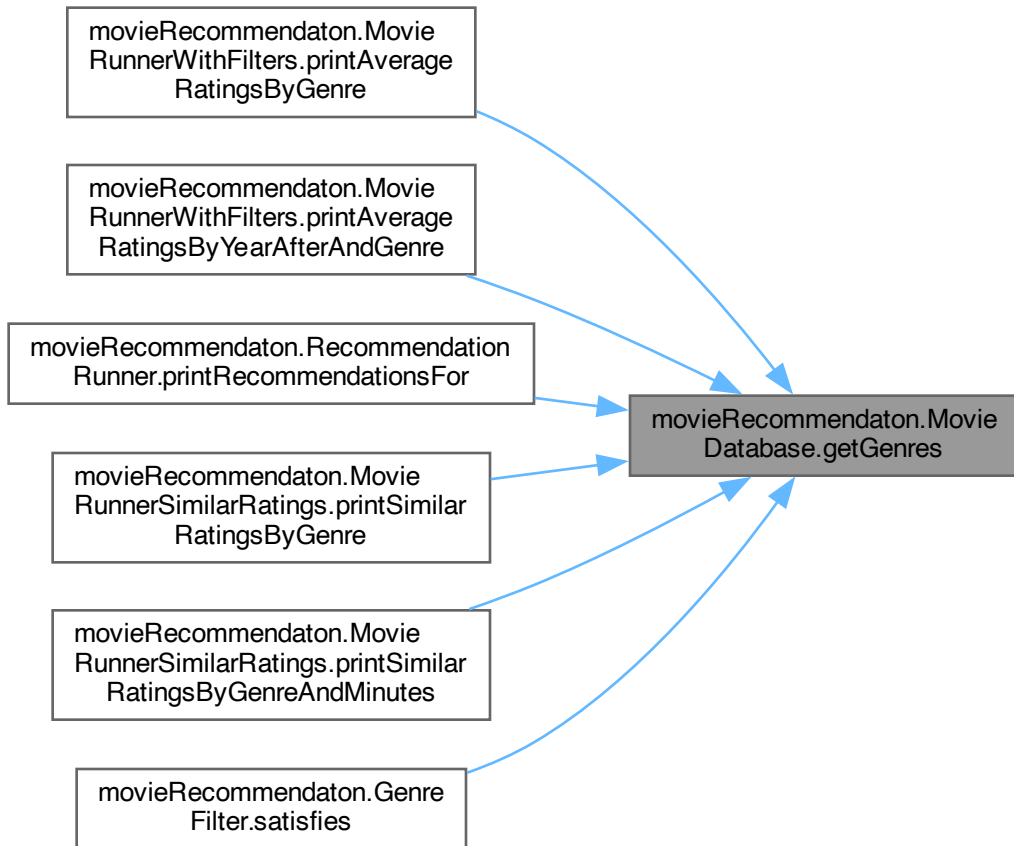 movieRecommendaton.Movie
RunnerWithFilters.printAverage
RatingsByGenre
movieRecommendaton.Movie
RunnerWithFilters.printAverage
RatingsByYearAfterAndGenre
movieRecommendaton.Recommendation
Runner.printRecommendationsFor
movieRecommendaton.Movie
Database.getGenres
movieRecommendaton.Movie
RunnerSimilarRatings.printSimilar
RatingsByGenre
movieRecommendaton.Movie
RunnerSimilarRatings.printSimilar
RatingsByGenreAndMinutes
movieRecommendaton.Genre
Filter.satisfies